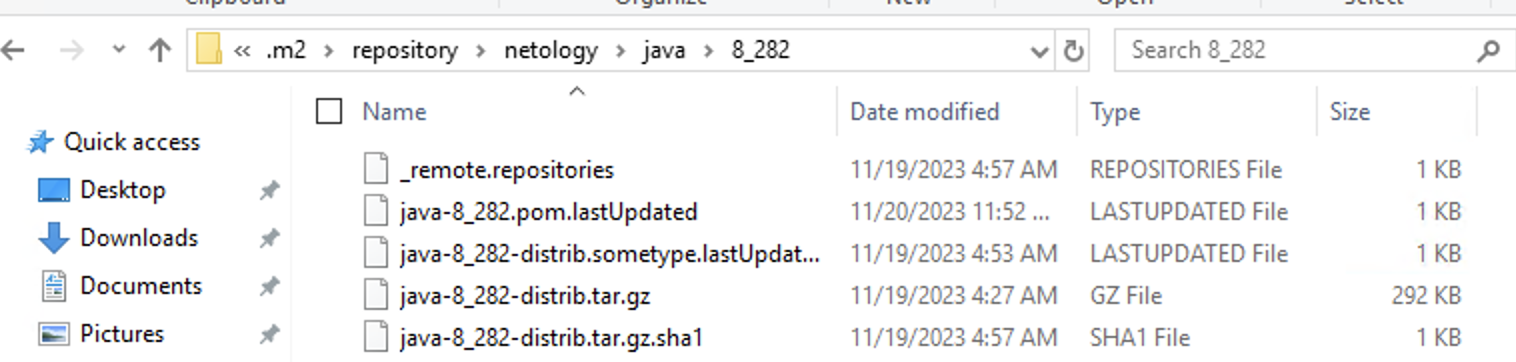 Clipboard Organize New Open Select
« .m2 > repository > netology > java > 8_282 Search 8_282
Name Date modified Type Size
Quick access
_remote.repositories 11/19/2023 4:57 AM REPOSITORIES File 1 KB
Desktop
java-8_282.pom.lastUpdated 11/20/2023 11:52 ... LASTUPDATED File 1 KB
Downloads
java-8_282-distrib.sometype.lastUpdat... 11/19/2023 4:53 AM LASTUPDATED File 1 KB
Documents
java-8_282-distrib.tar.gz 11/19/2023 4:27 AM GZ File 292 KB
Pictures
java-8_282-distrib.tar.gz.sha1 11/19/2023 4:57 AM SHA1 File 1 KB